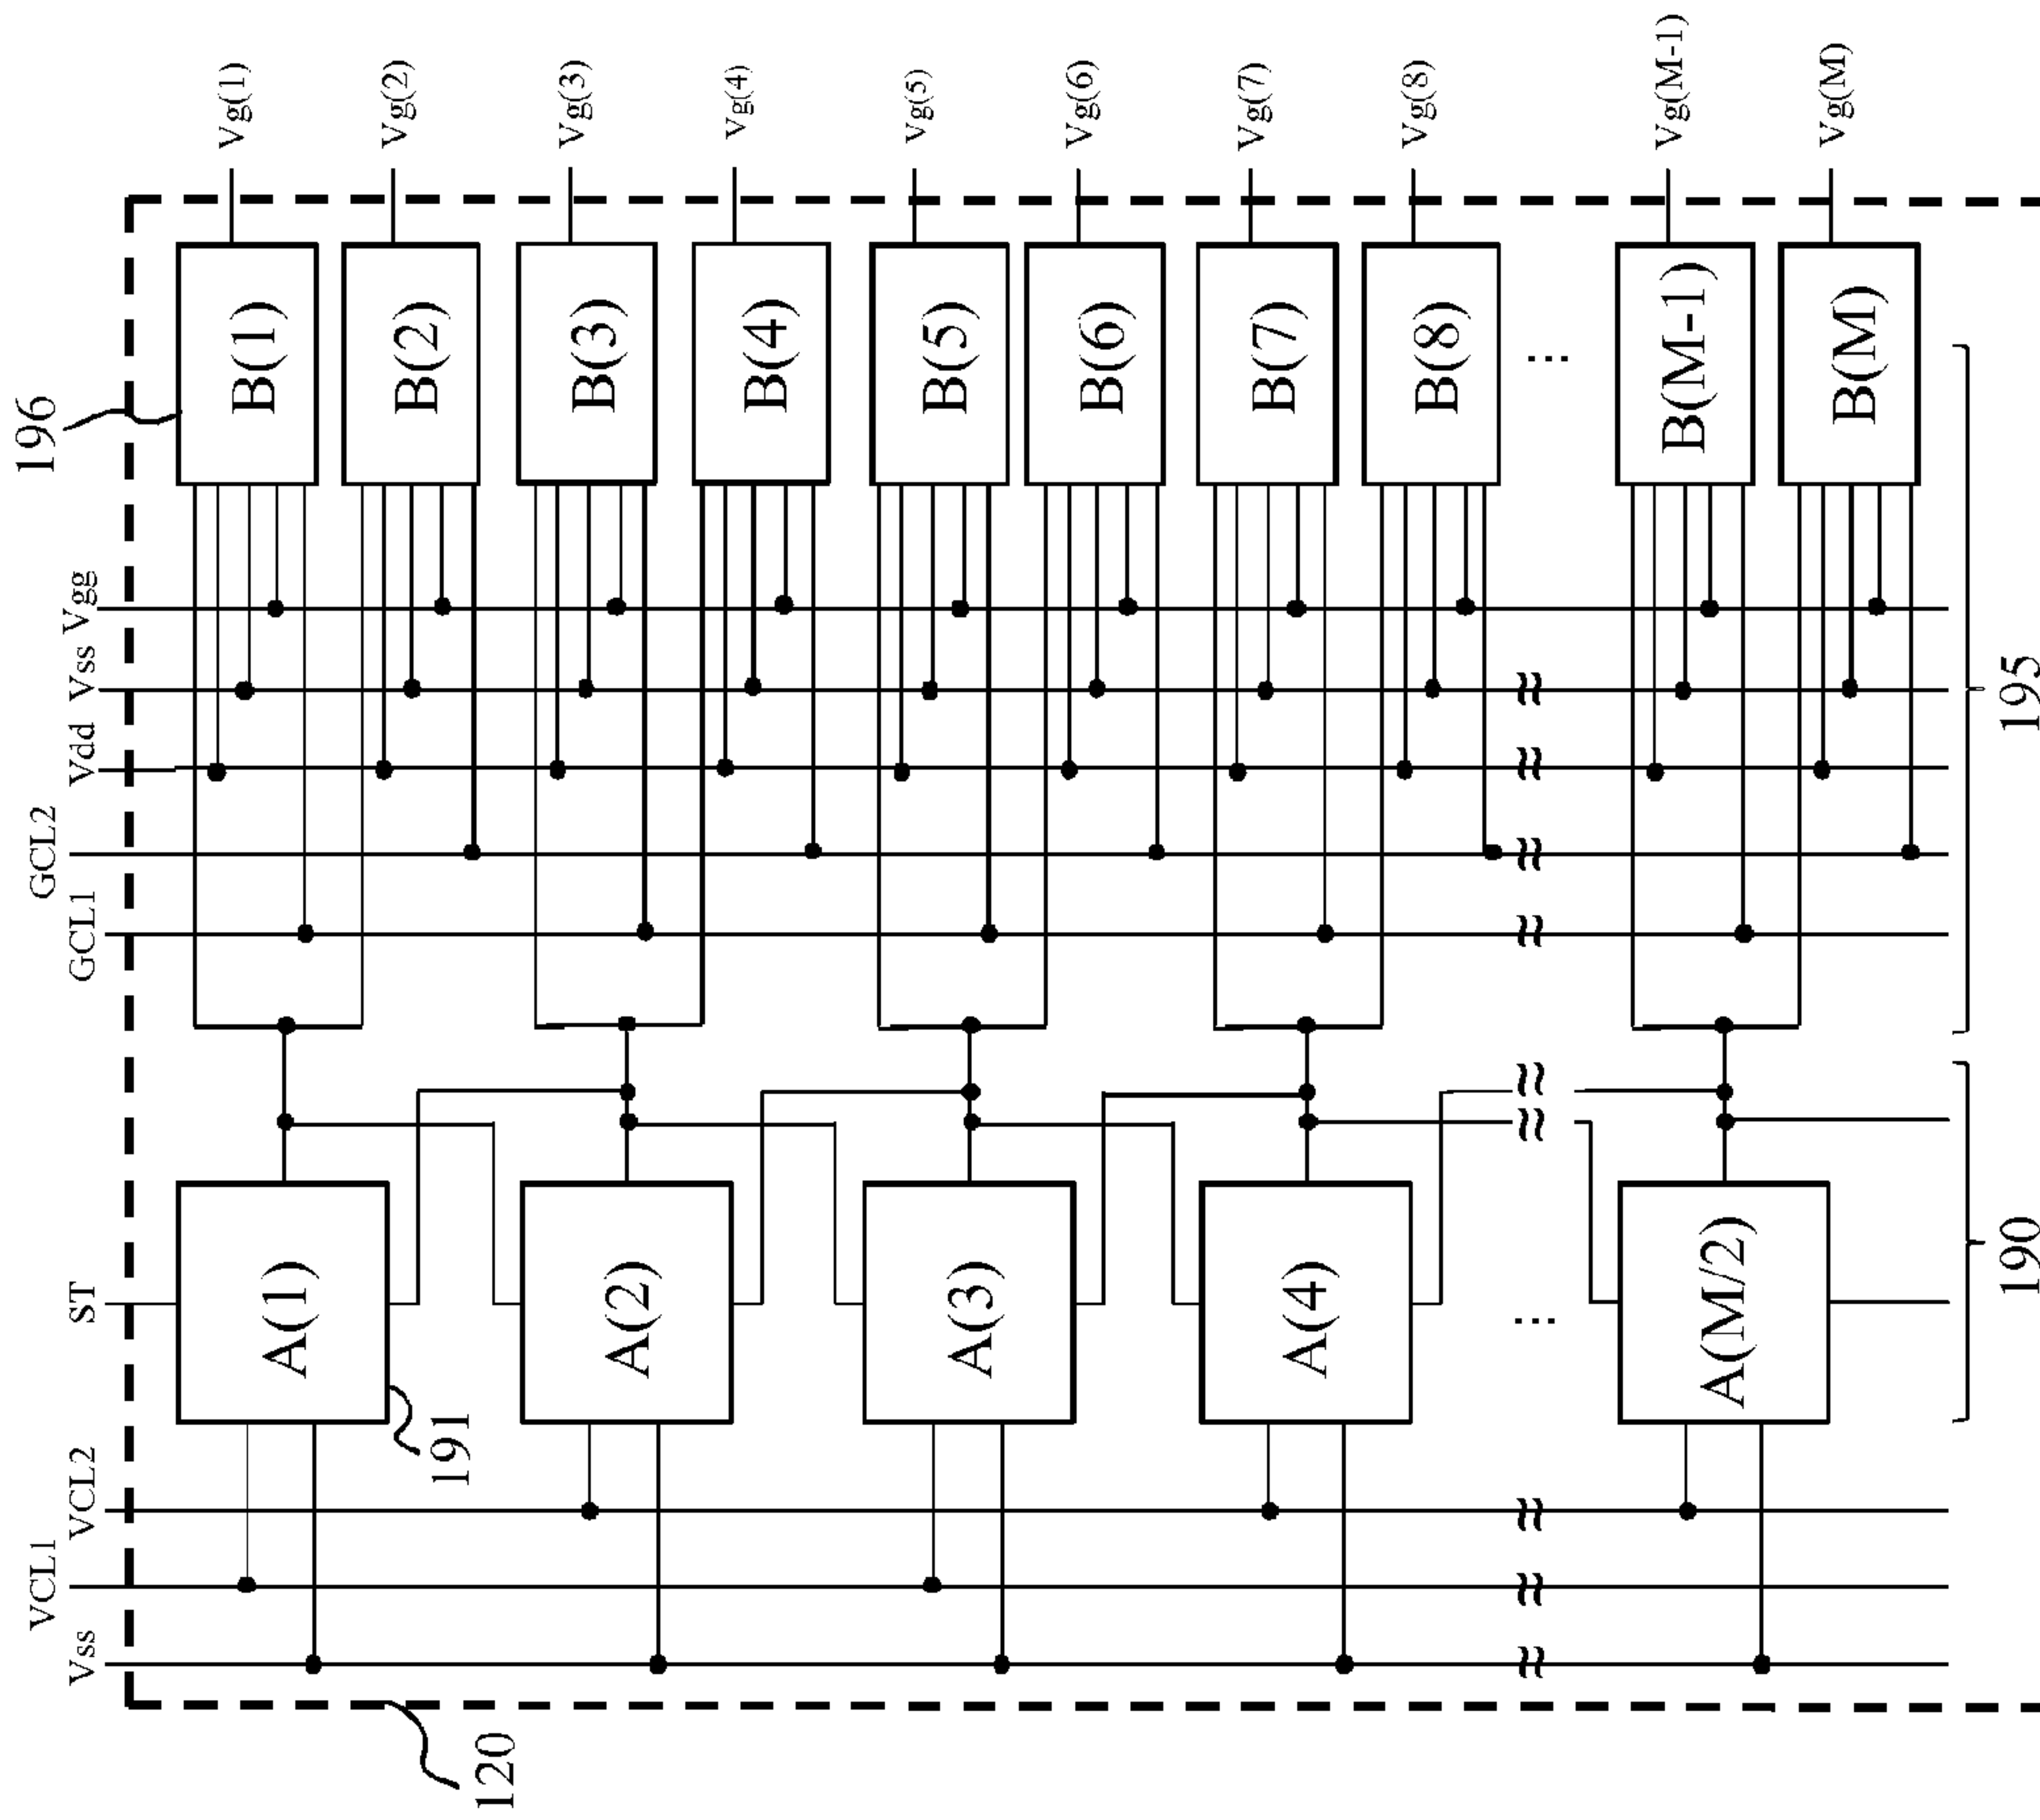 Vss
VCL1
VCL2
ST
GCL1
GCL2
Vdd
Vss
Vgg
196
120
191
A(1)
A(2)
A(3)
A(4)
...
A(M/2)
B(1)
B(2)
B(3)
B(4)
B(5)
B(6)
B(7)
B(8)
...
B(M-1)
B(M)
Vg(1)
Vg(2)
Vg(3)
Vg(4)
Vg(5)
Vg(6)
Vg(7)
Vg(8)
Vg(M-1)
Vg(M)
190
195